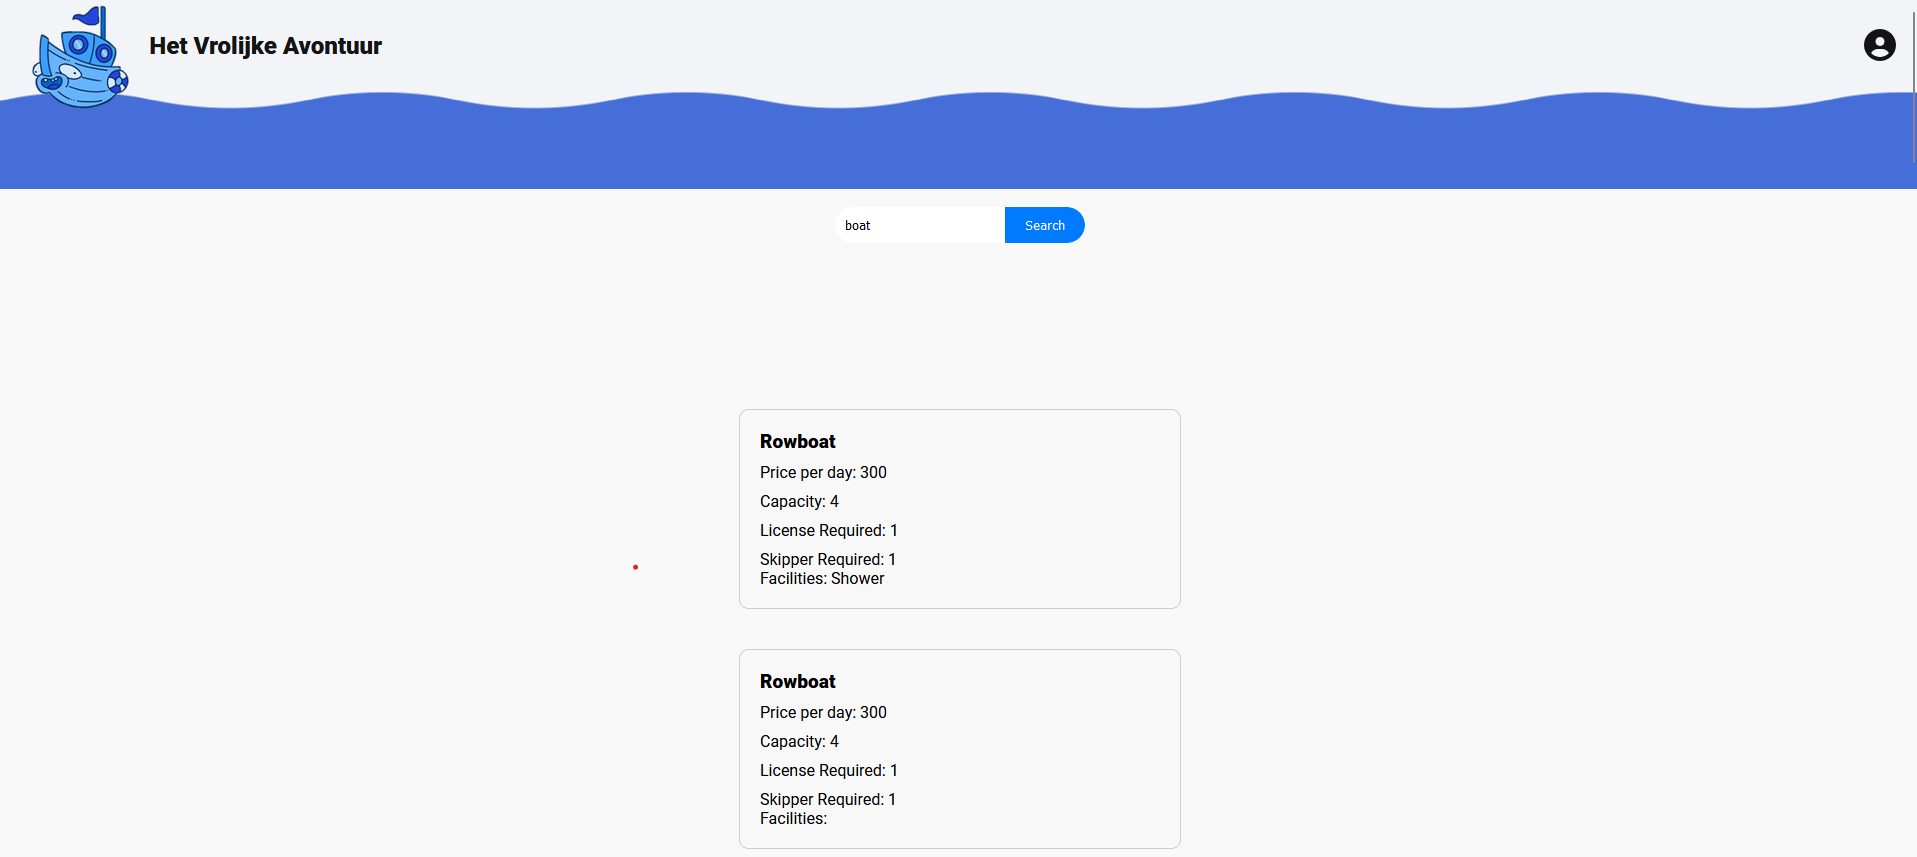 Het Vrolijke Avontuur
boat
Search
Rowboat
Price per day: 300
Capacity: 4
License Required: 1
Skipper Required: 1
Facilities: Shower
Rowboat
Price per day: 300
Capacity: 4
License Required: 1
Skipper Required: 1
Facilities: